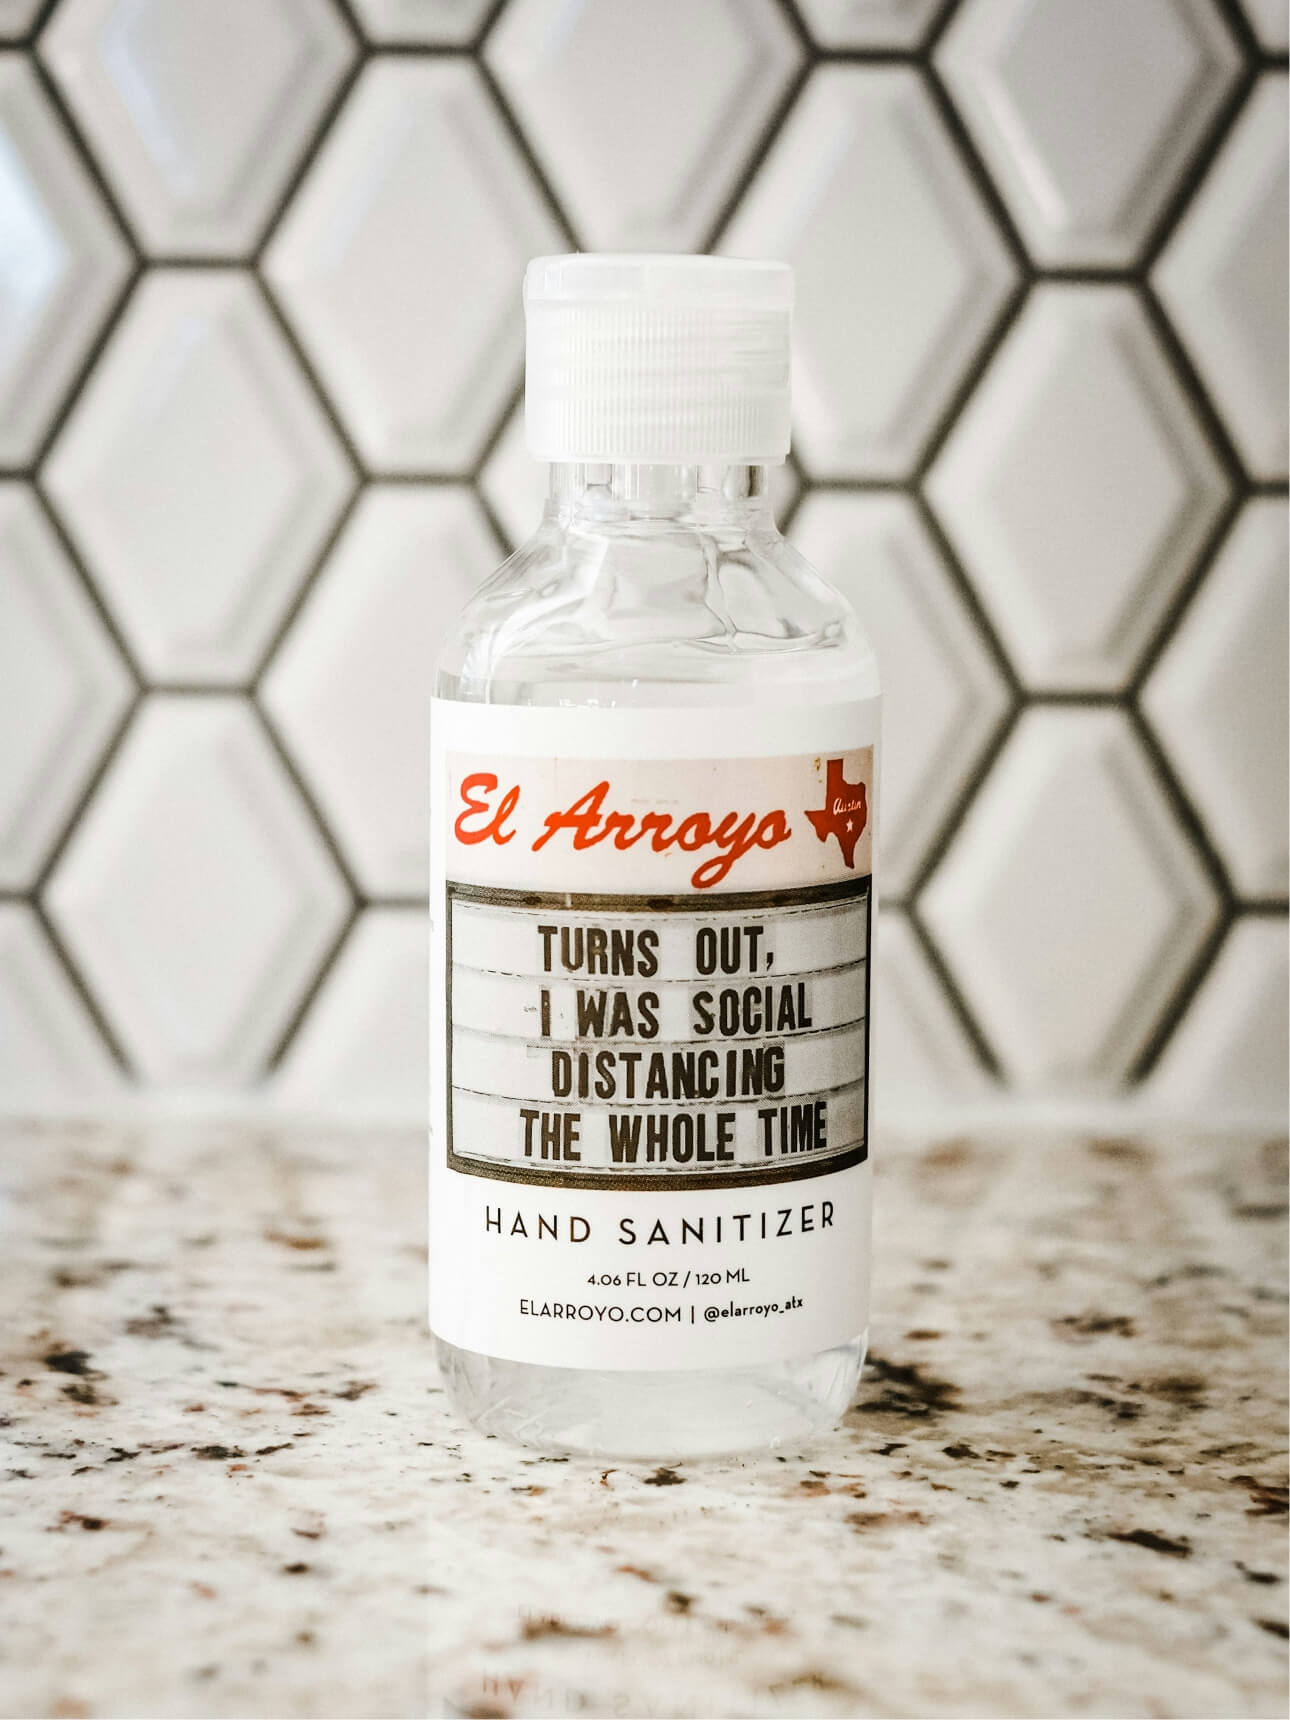 El Arroyo
Austin
TURNS OUT,
I WAS SOCIAL
DISTANCING
THE WHOLE TIME
HAND SANITIZER
4.06 FL OZ / 120 ML
ELARROYO.COM | @elarroyo_atx